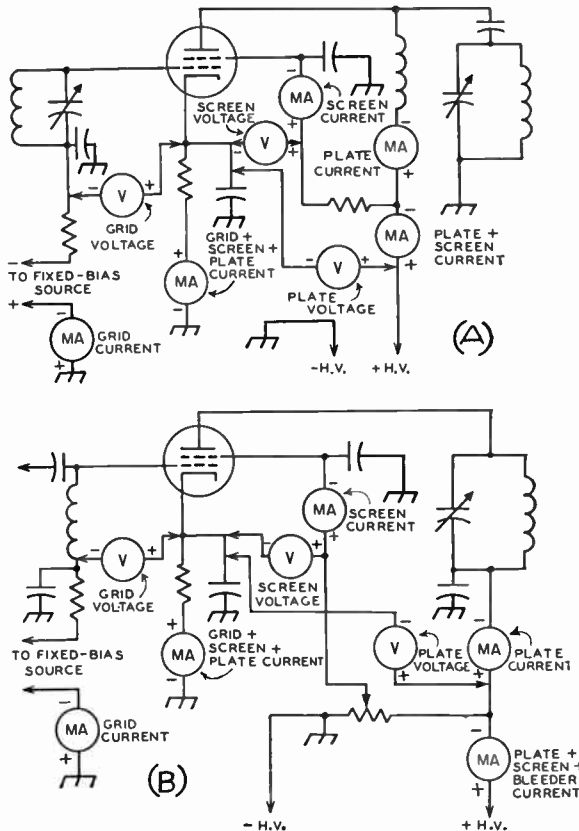 MA
SCREEN
VOLTAGE
SCREEN
CURRENT
V
PLATE
CURRENT
MA
V
GRID
VOLTAGE
GRID +
SCREEN +
PLATE
CURRENT
MA
PLATE +
SCREEN
CURRENT
TO FIXED-BIAS
SOURCE
MA
V
PLATE
VOLTAGE
MA
GRID
CURRENT
(A)
-H.V.
+H.V.
MA
SCREEN
CURRENT
V
GRID
VOLTAGE
V
SCREEN
VOLTAGE
TO FIXED-BIAS
SOURCE
MA
GRID +
SCREEN +
PLATE CURRENT
V
PLATE
VOLTAGE
MA
PLATE
CURRENT
MA
GRID
CURRENT
(B)
MA
PLATE +
SCREEN +
BLEEDER
CURRENT
- H.V.
+ H.V.